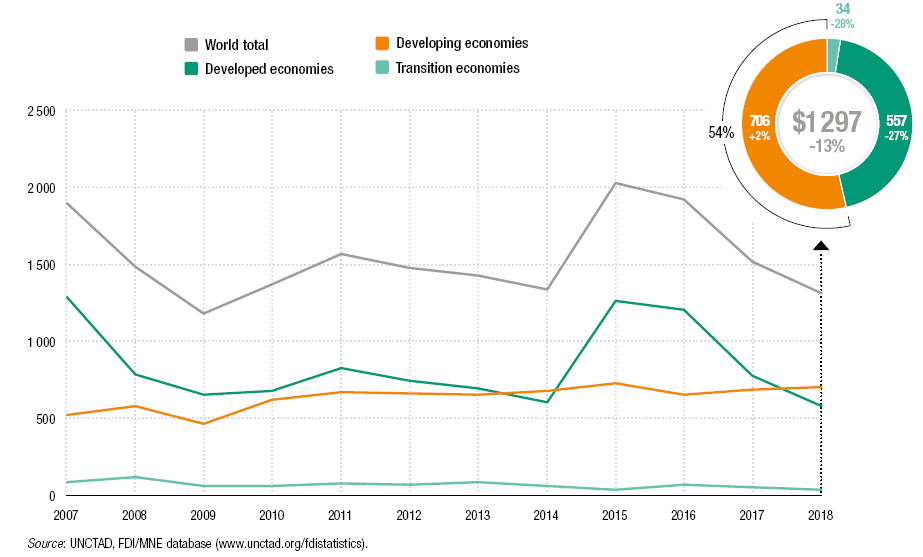 34
-28%
World total
Developing economies
Developed economies
Transition economies
2 500
706
+2%
$1 297
-13%
557
-27%
54%
2 000
1 500
1 000
500
0
2007 2008 2009 2010 2011 2012 2013 2014 2015 2016 2017 2018
Source: UNCTAD, FDI/MNE database (www.unctad.org/fdistatistics).